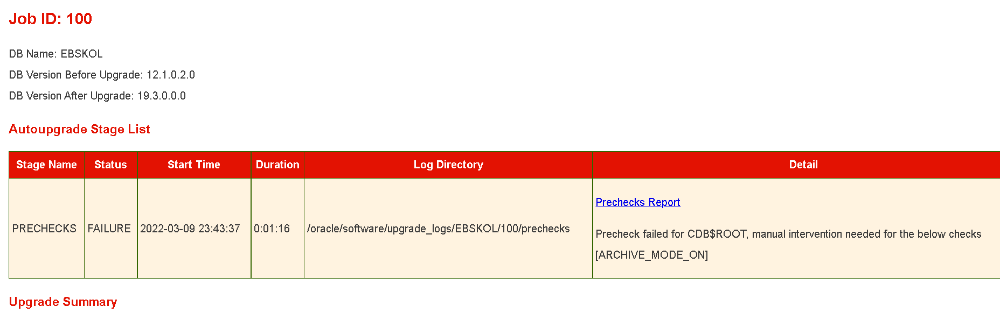 Job ID: 100
DB Name: EBSKOL
DB Version Before Upgrade: 12.1.0.2.0
DB Version After Upgrade: 19.3.0.0.0
Autoupgrade Stage List
Stage Name Status Start Time Duration Log Directory Detail
PRECHECKS FAILURE 2022-03-09 23:43:37 0:01:16 /oracle/software/upgrade_logs/EBSKOL/100/prechecks
Prechecks Report
Precheck failed for CDB$ROOT, manual intervention needed for the below checks
[ARCHIVE_MODE_ON]
Upgrade Summary